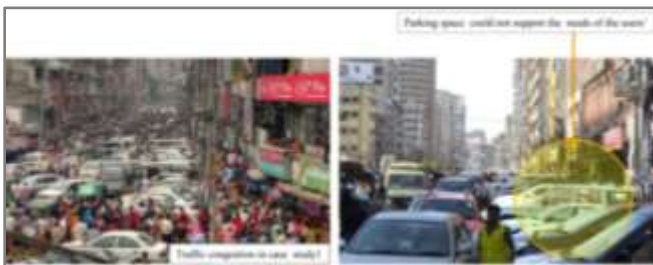 Parking space could not support the needs of the users'
Traffic congestion in case study1